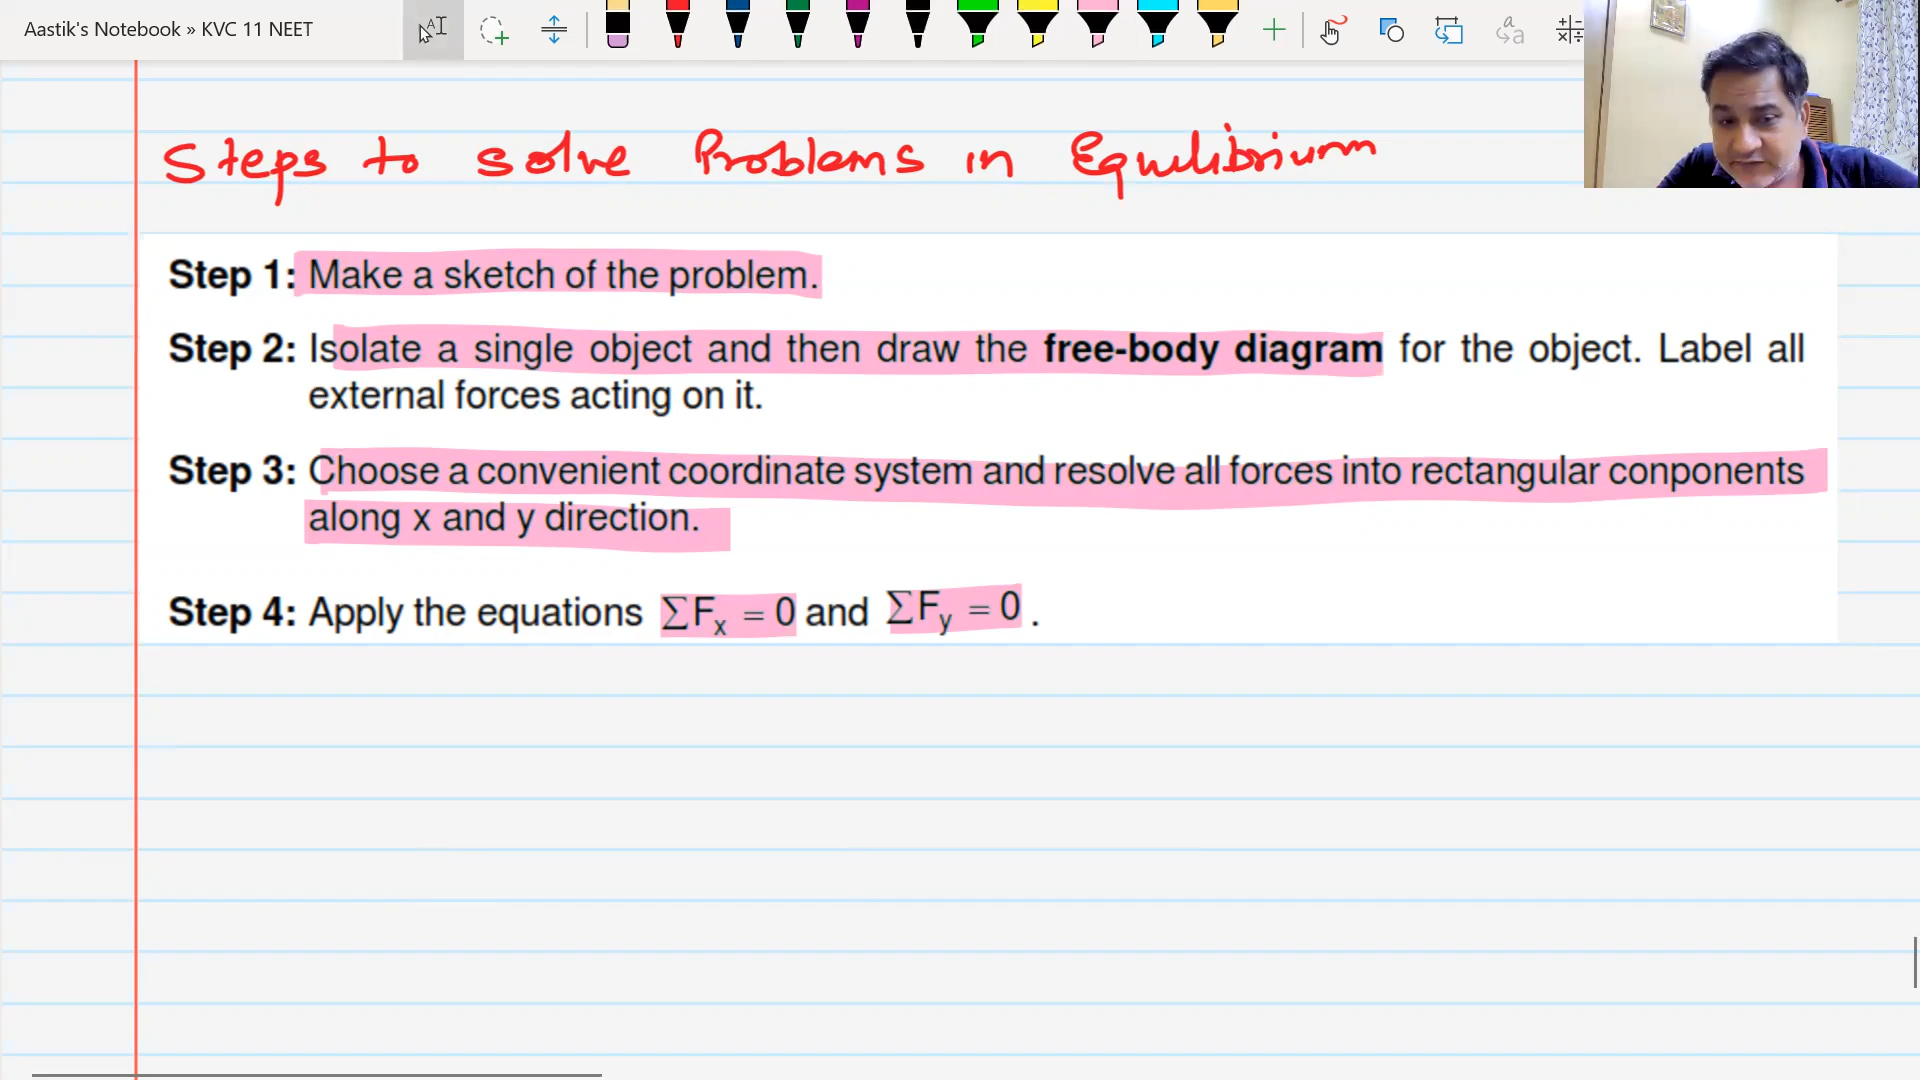 Aastik's Notebook » KVC 11 NEET
Steps to solve Problems in Equilibrium
Step 1: Make a sketch of the problem.
Step 2: Isolate a single object and then draw the free-body diagram for the object. Label all
external forces acting on it.
Step 3: Choose a convenient coordinate system and resolve all forces into rectangular conponents
along x and y direction.
Step 4: Apply the equations ∑Fx = 0 and ∑Fy = 0 .